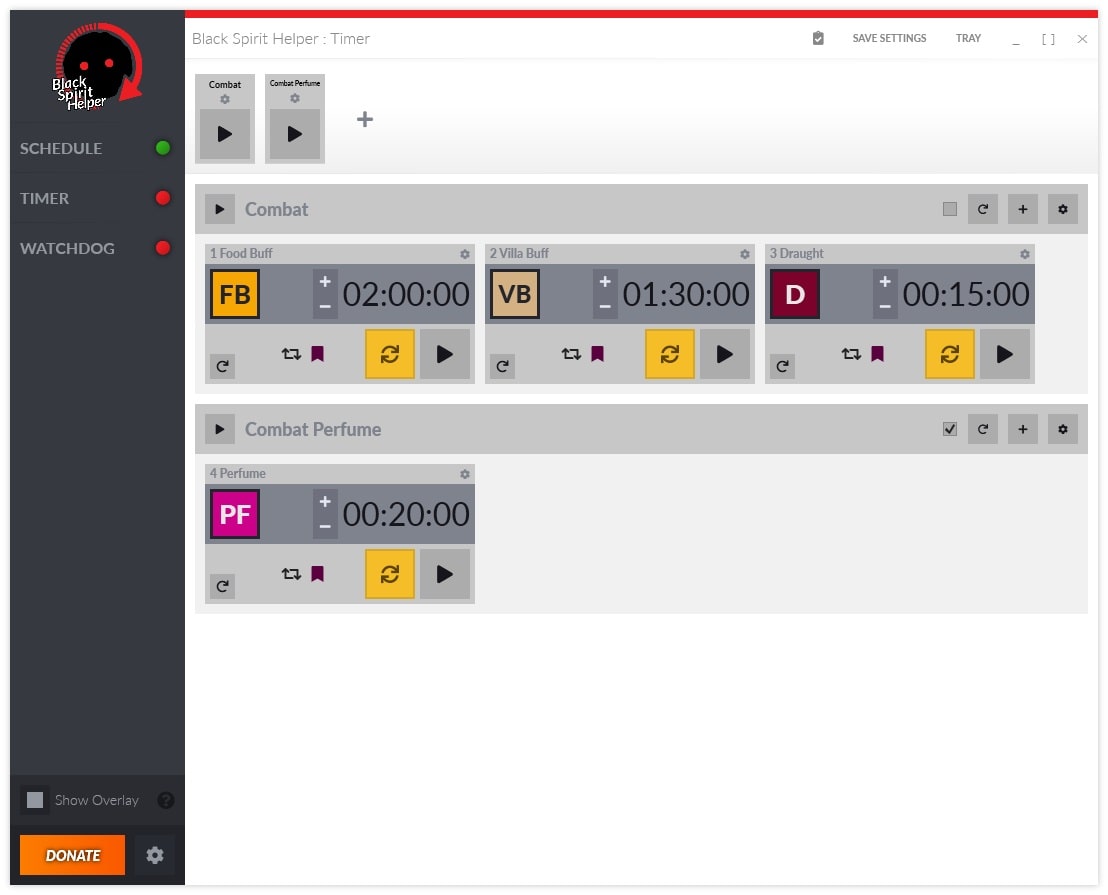 Black
Spirit
Helper
SCHEDULE
TIMER
WATCHDOG
Show Overlay ?
DONATE
Black Spirit Helper : Timer
SAVE SETTINGS TRAY
Combat Combat Perfume
Combat
1 Food Buff 2 Villa Buff 3 Draught
FB + - 02:00:00 VB + - 01:30:00 D + - 00:15:00
Combat Perfume
4 Perfume
PF + - 00:20:00